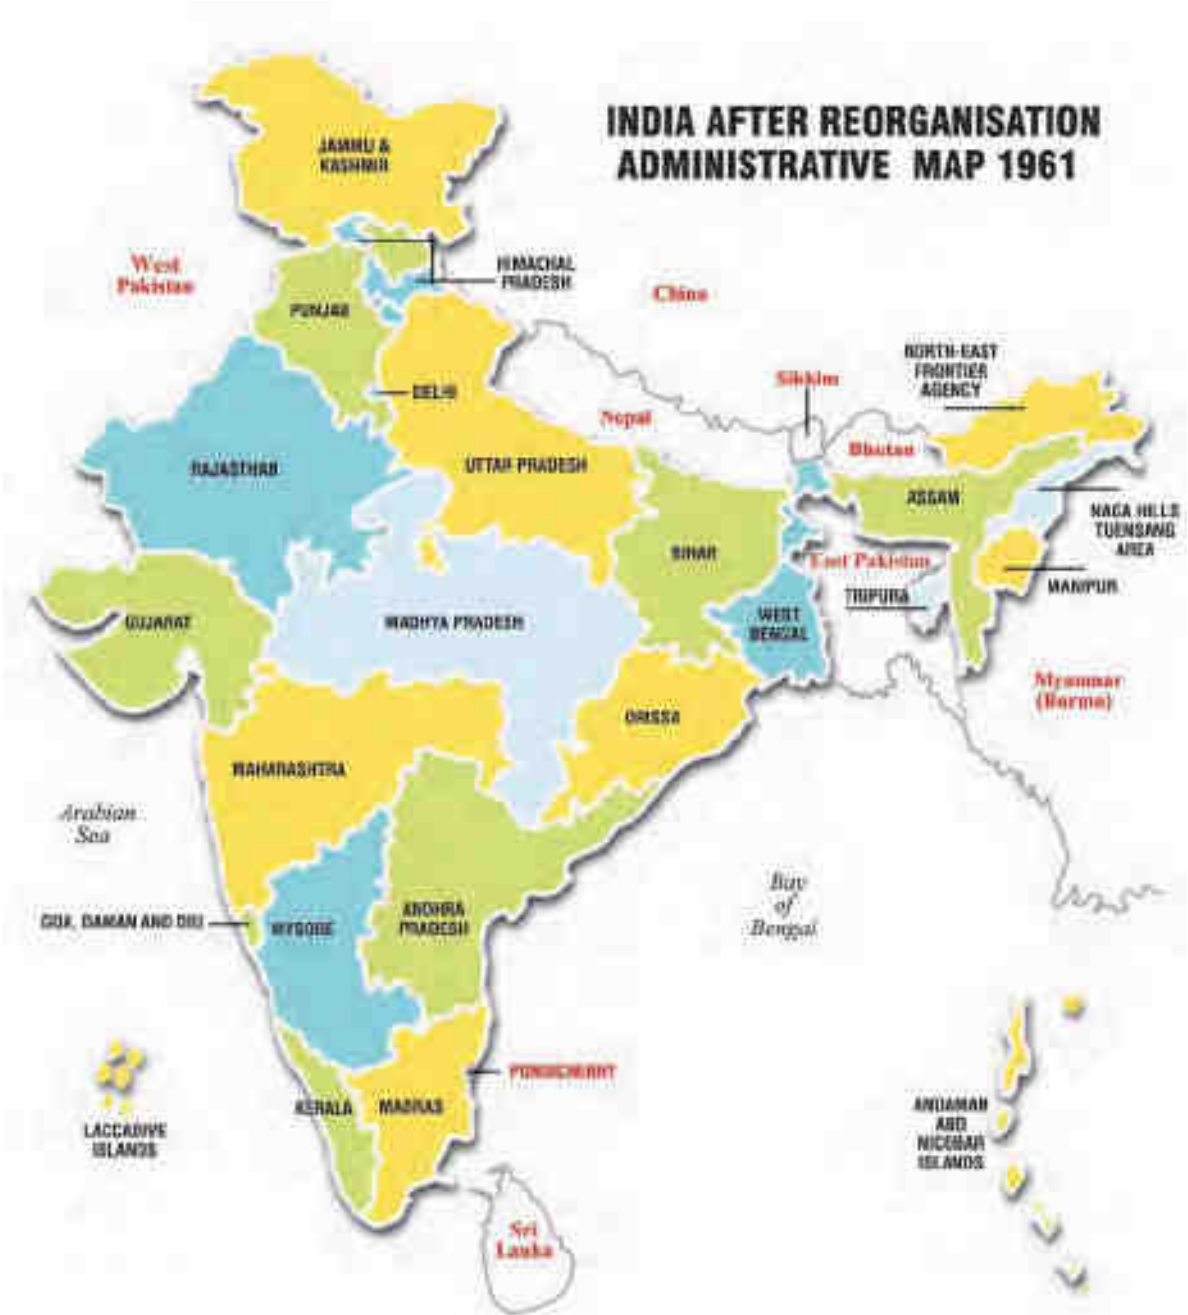 INDIA AFTER REORGANISATION
ADMINISTRATIVE MAP 1961
JAMMU &
KASHMIR
West
Pakistan
HIMACHAL
PRADESH
China
PUNJAB
NORTH-EAST
FRONTIER
AGENCY
Sikkim
DELHI
Nepal
Bhutan
RAJASTHAN
UTTAR PRADESH
ASSAM
NAGA HILLS
TUENSANG
AREA
BIHAR
East Pakistan
MANIPUR
TRIPURA
GUJARAT
MADHYA PRADESH
WEST
BENGAL
Myanmar
(Burma)
ORISSA
MAHARASHTRA
Arabian
Sea
Bay
of
Bengal
GOA, DAMAN AND DIU
MYSORE
ANDHRA
PRADESH
PONDICHERRY
KERALA
MADRAS
LACCADIVE
ISLANDS
ANDAMAN
AND
NICOBAR
ISLANDS
Sri
Lanka